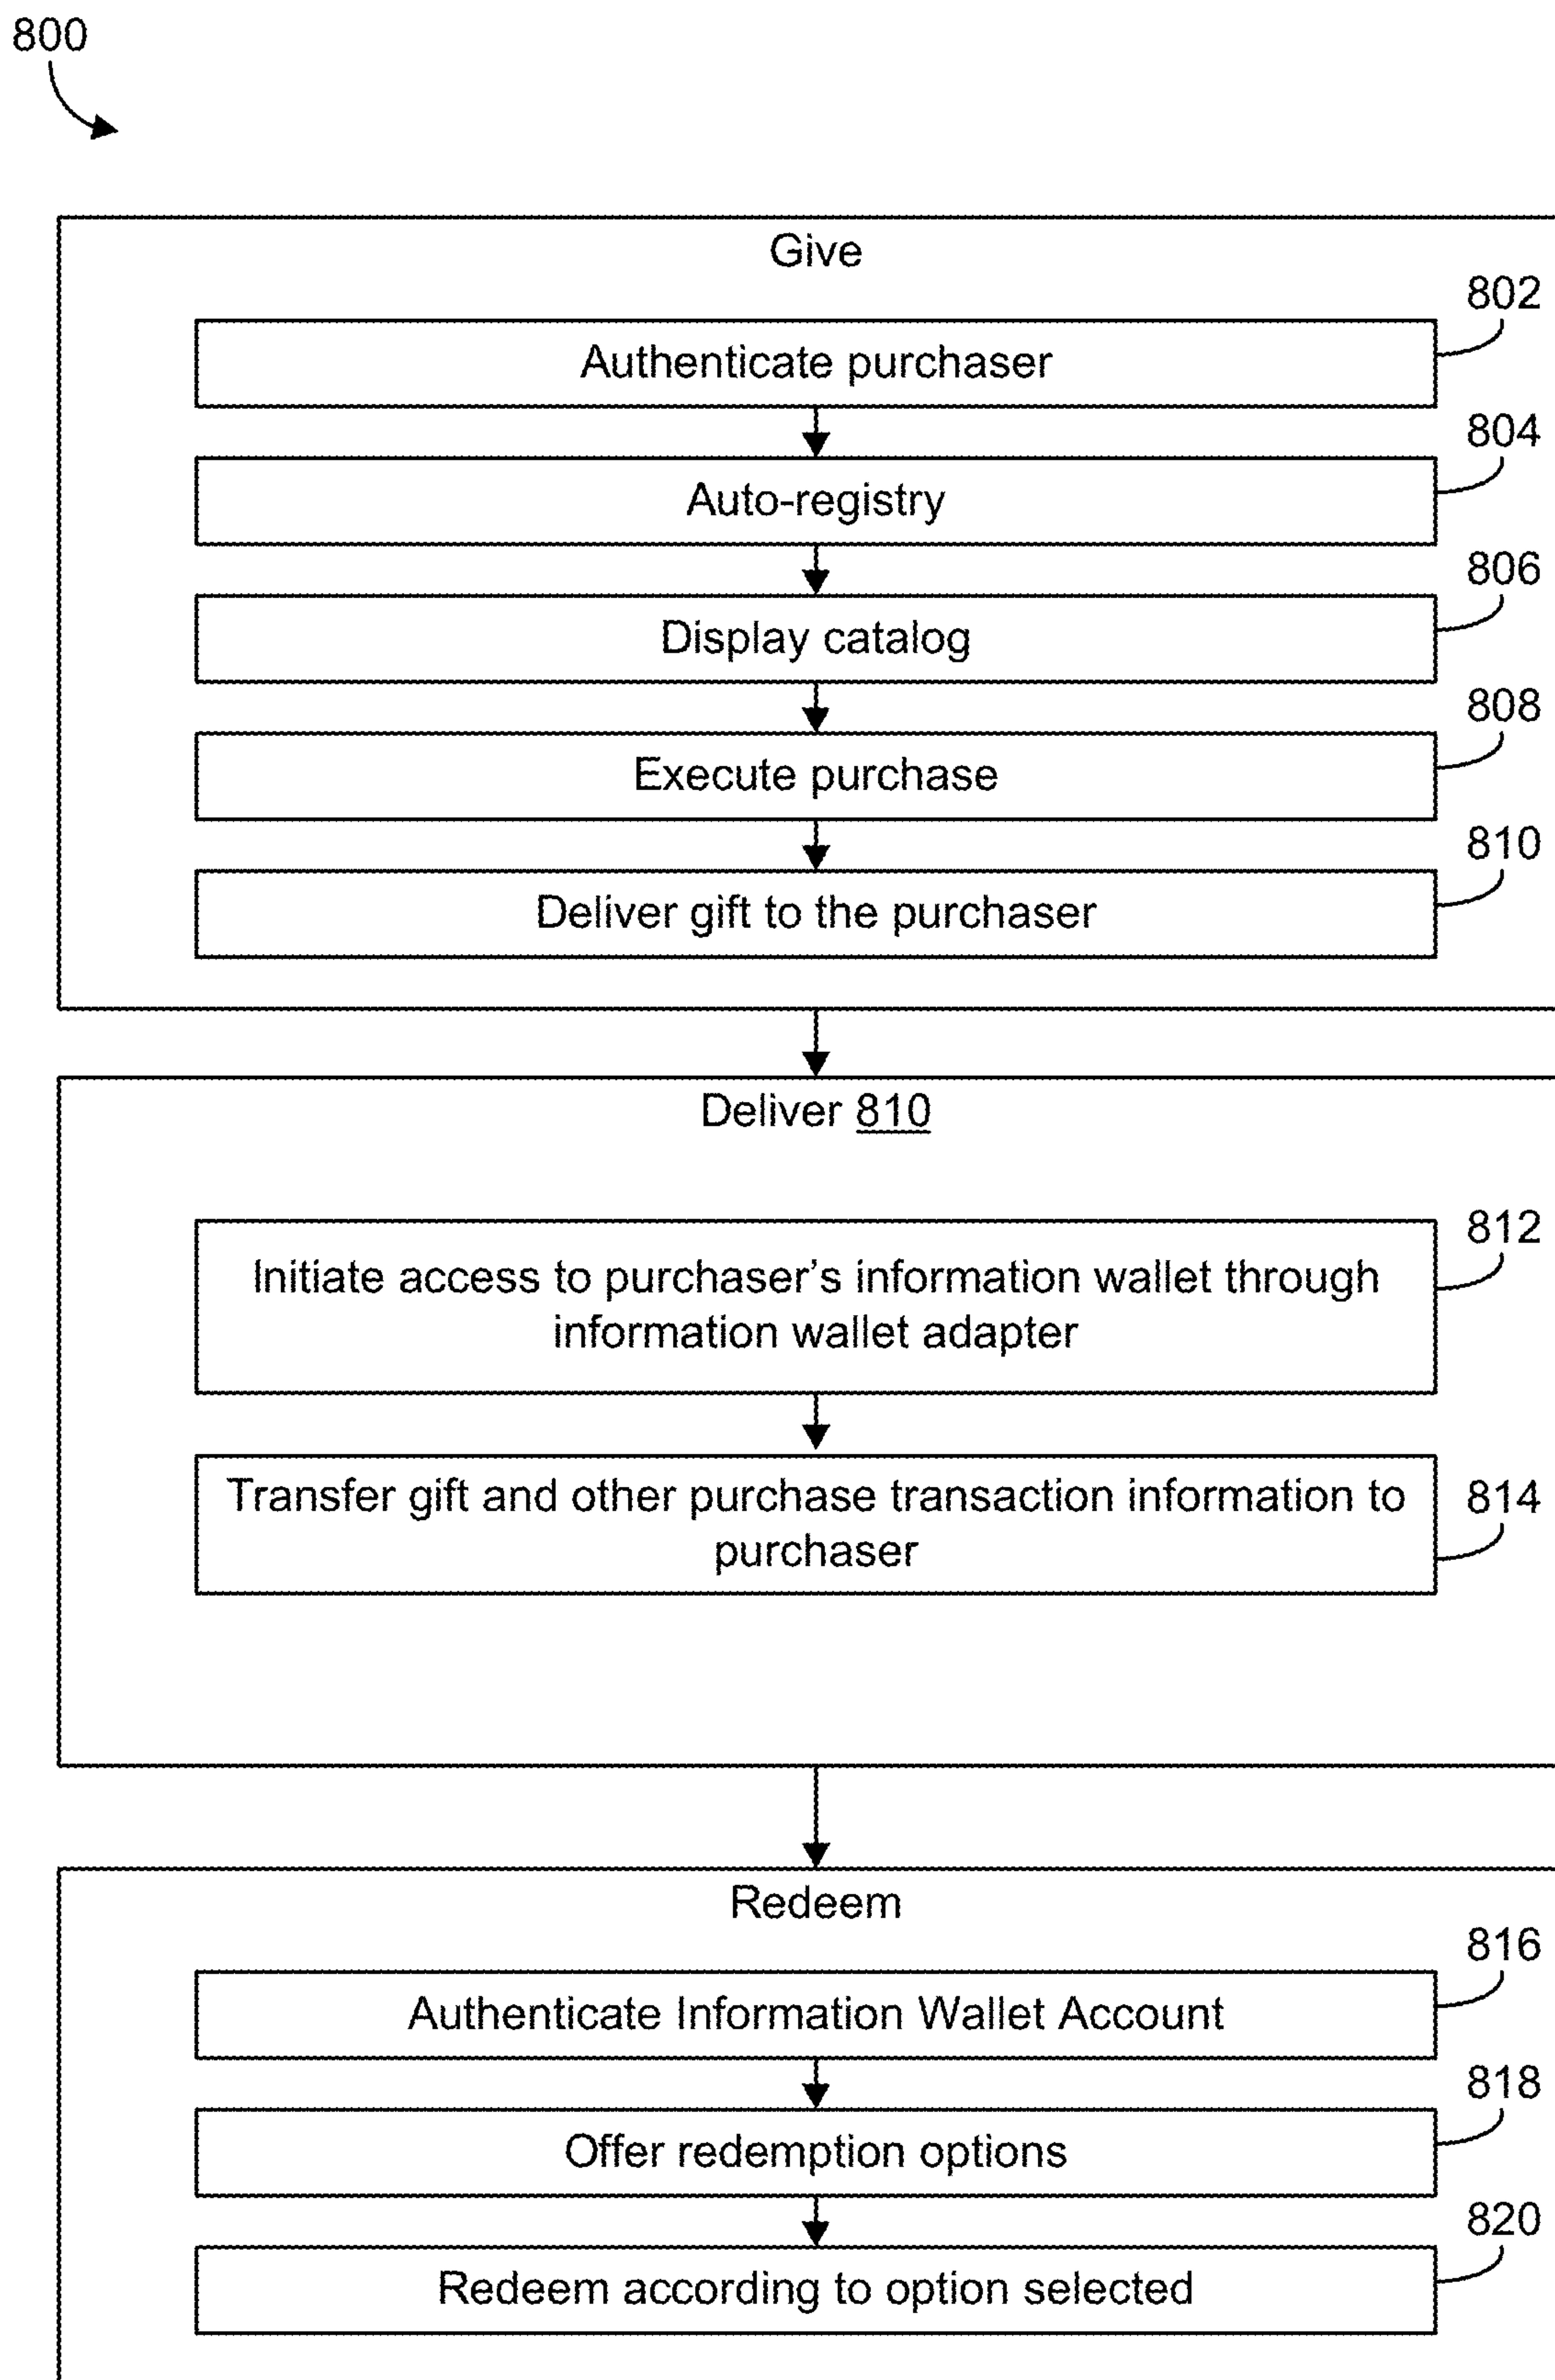 800
Give
802
Authenticate purchaser
804
Auto-registry
806
Display catalog
808
Execute purchase
810
Deliver gift to the purchaser
Deliver 810
812
Initiate access to purchaser’s information wallet through
information wallet adapter
Transfer gift and other purchase transaction information to
purchaser
814
Redeem
816
Authenticate Information Wallet Account
818
Offer redemption options
820
Redeem according to option selected